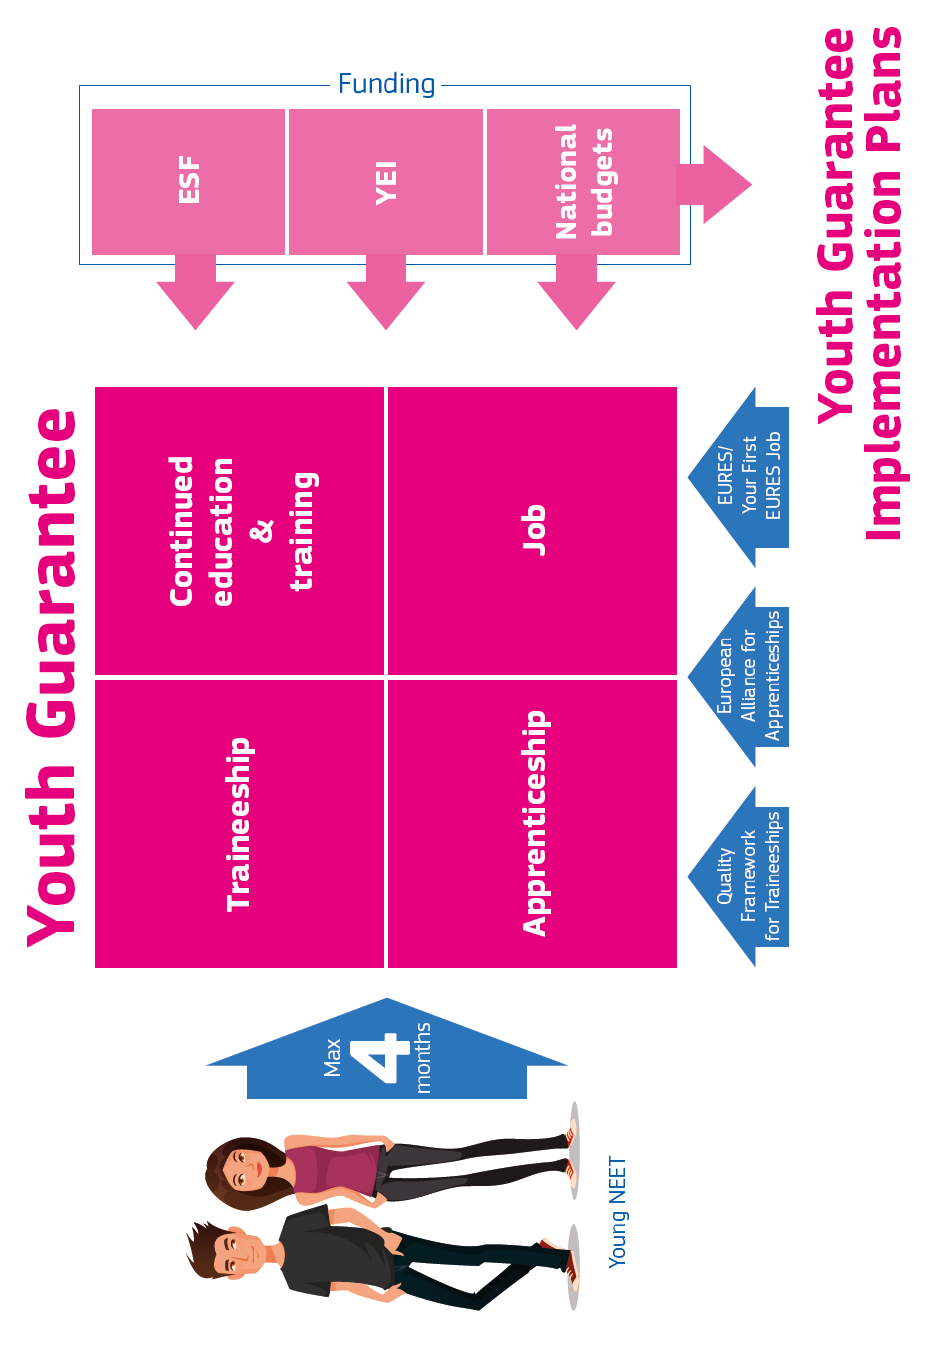 Youth Guarantee
Young NEET
Max
4
months
Traineeship
Continued
education
&
training
Apprenticeship
Job
Funding
ESF
YEI
National
budgets
Quality
Framework
for Traineeships
European
Alliance for
Apprenticeships
EURES/
Your First
EURES Job
Youth Guarantee
Implementation Plans